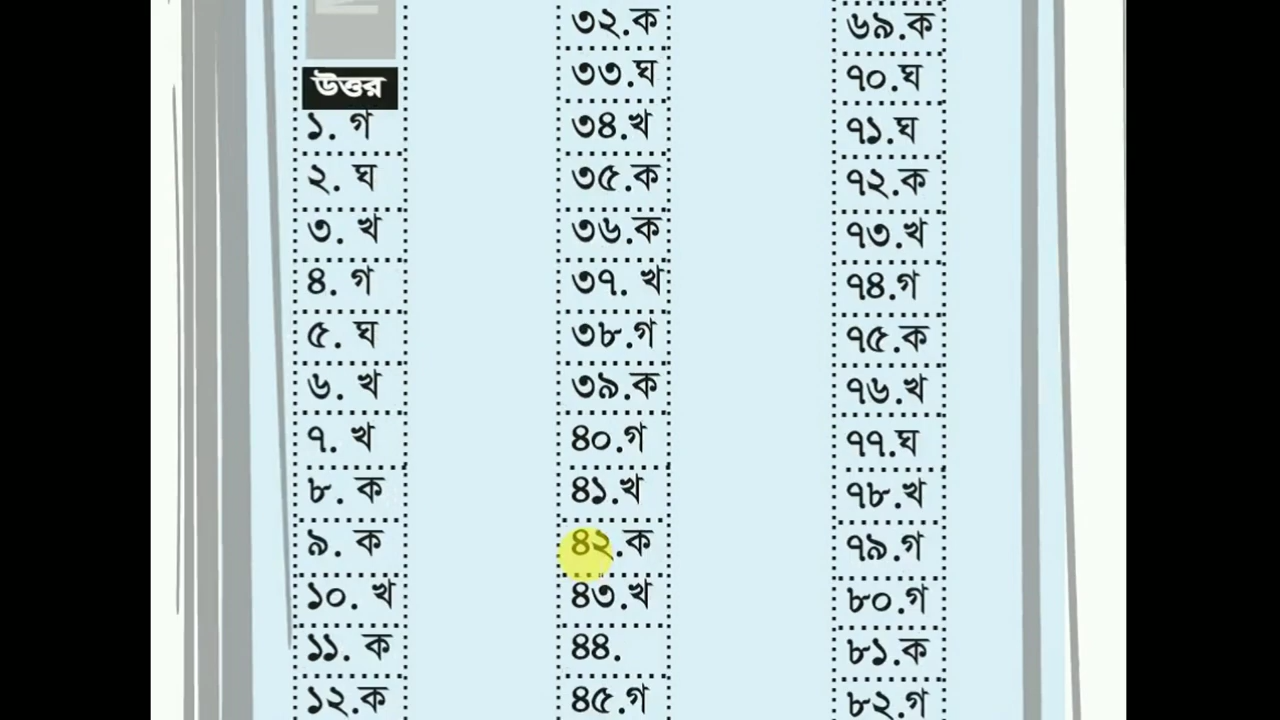 উত্তর
১. গ
২. ঘ
৩. খ
৪. গ
৫. ঘ
৬. খ
৭. খ
৮. ক
৯. ক
১০. খ
১১. ক
১২.ক
৩২.ক
৩৩.ঘ
৩৪.খ
৩৫.ক
৩৬.ক
৩৭. খ
৩৮.গ
৩৯.ক
৪০.গ
৪১.খ
৪২.ক
৪৩.খ
৪৪.
৪৫.গ
৬৯.ক
৭০.ঘ
৭১.ঘ
৭২.ক
৭৩.খ
৭৪.গ
৭৫.ক
৭৬.খ
৭৭.ঘ
৭৮.খ
৭৯.গ
৮০.গ
৮১.ক
৮২.গ